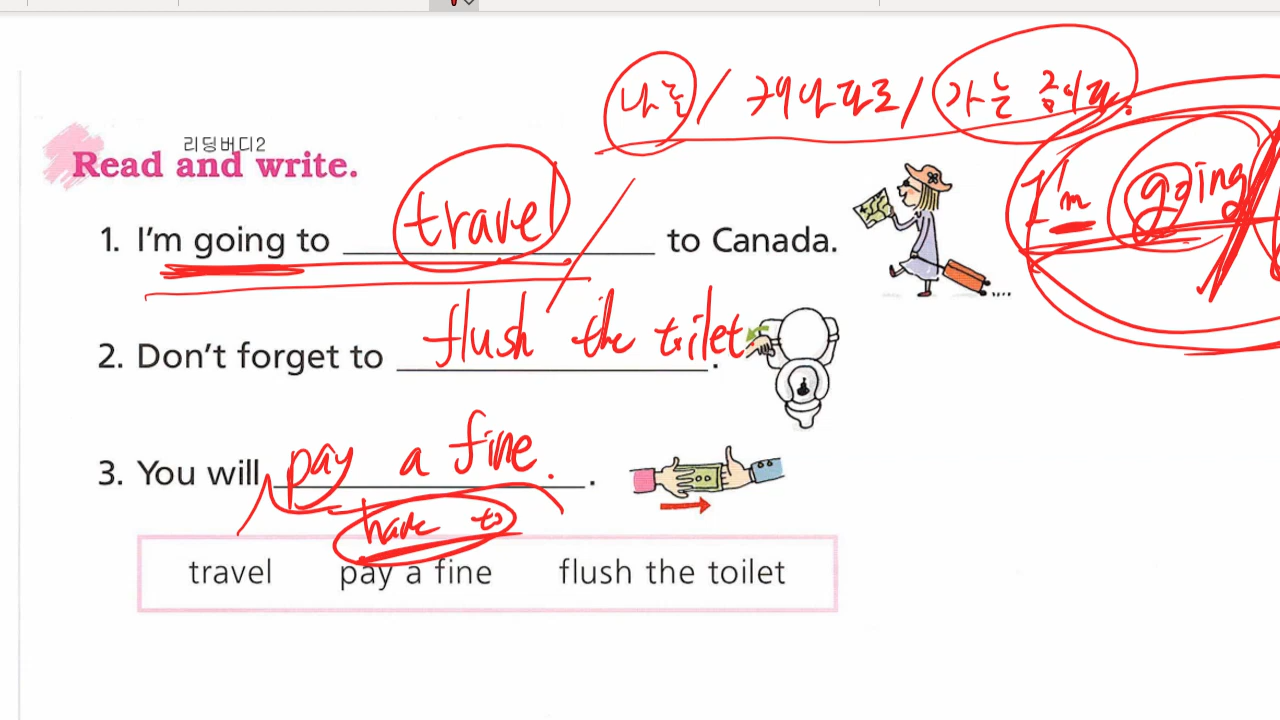 나는 / 캐나다로 / 가는 중이다.
리딩버디2
Read and write.
I'm going
1. I'm going to travel to Canada.
2. Don't forget to flush the toilet.
3. You will pay a fine.
have to
travel pay a fine flush the toilet